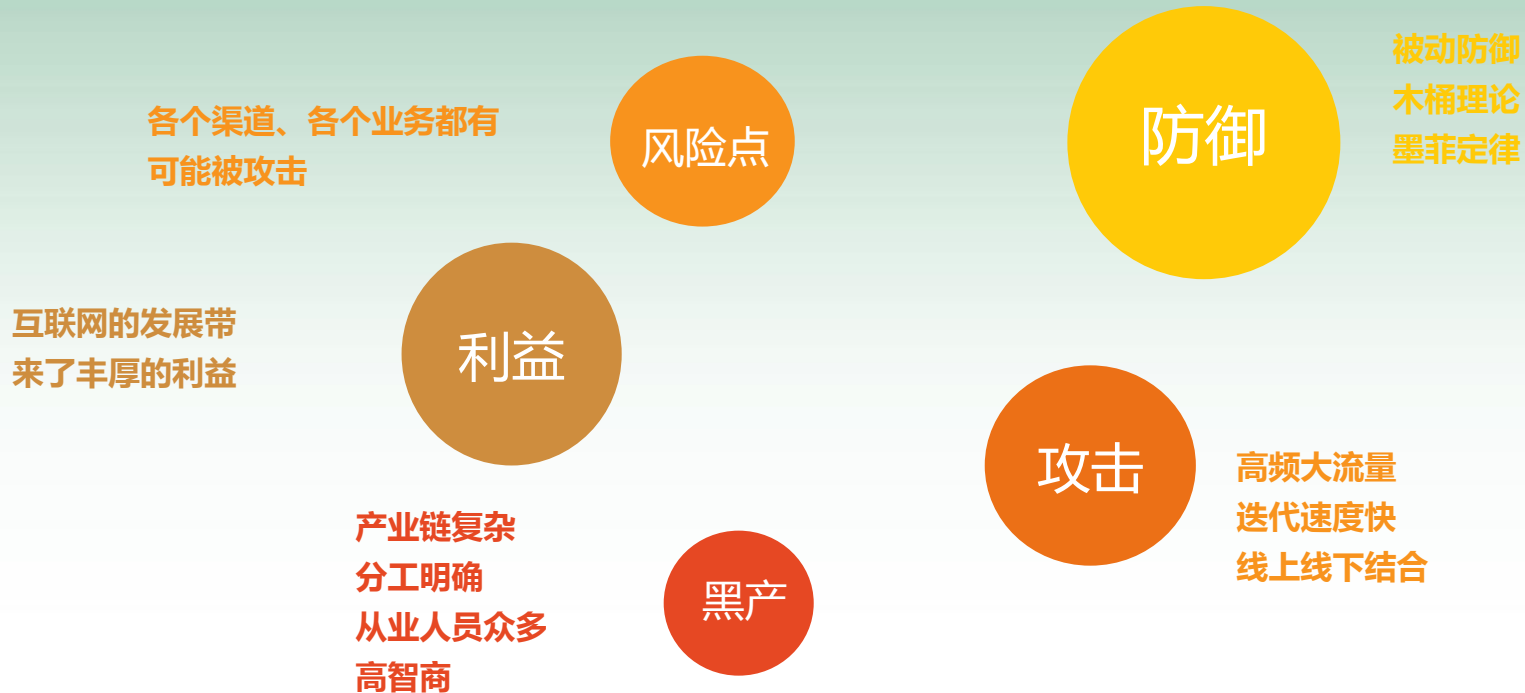 各个渠道、各个业务都有
可能被攻击
风险点
防御
被动防御
木桶理论
墨菲定律
互联网的发展带
来了丰厚的利益
利益
攻击
高频大流量
迭代速度快
线上线下结合
产业链复杂
分工明确
从业人员众多
高智商
黑产